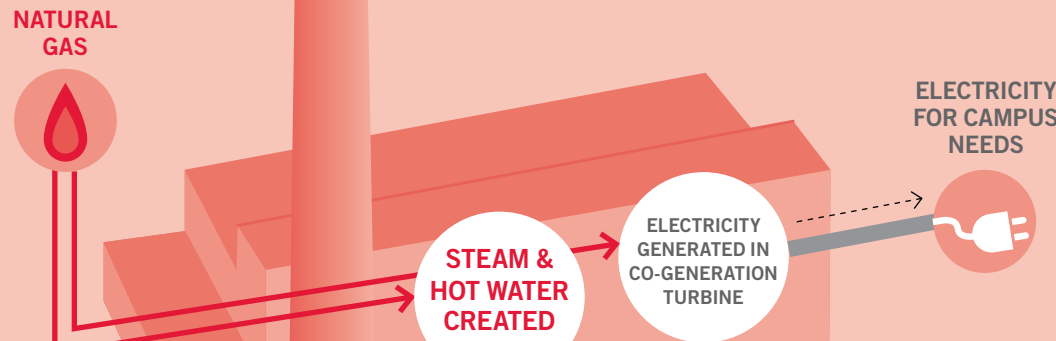 NATURAL
GAS
ELECTRICITY
FOR CAMPUS
NEEDS
STEAM &
HOT WATER
CREATED
ELECTRICITY
GENERATED IN
CO-GENERATION
TURBINE